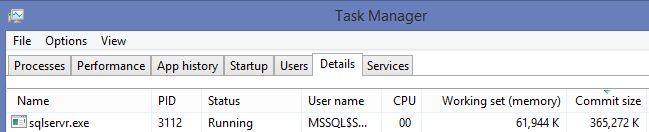 Task Manager
File Options View
Processes Performance App history Startup Users Details Services
Name PID Status User name CPU Working set (memory) Commit size
sqlservr.exe 3112 Running MSSQL$S... 00 61,944 K 365,272 K